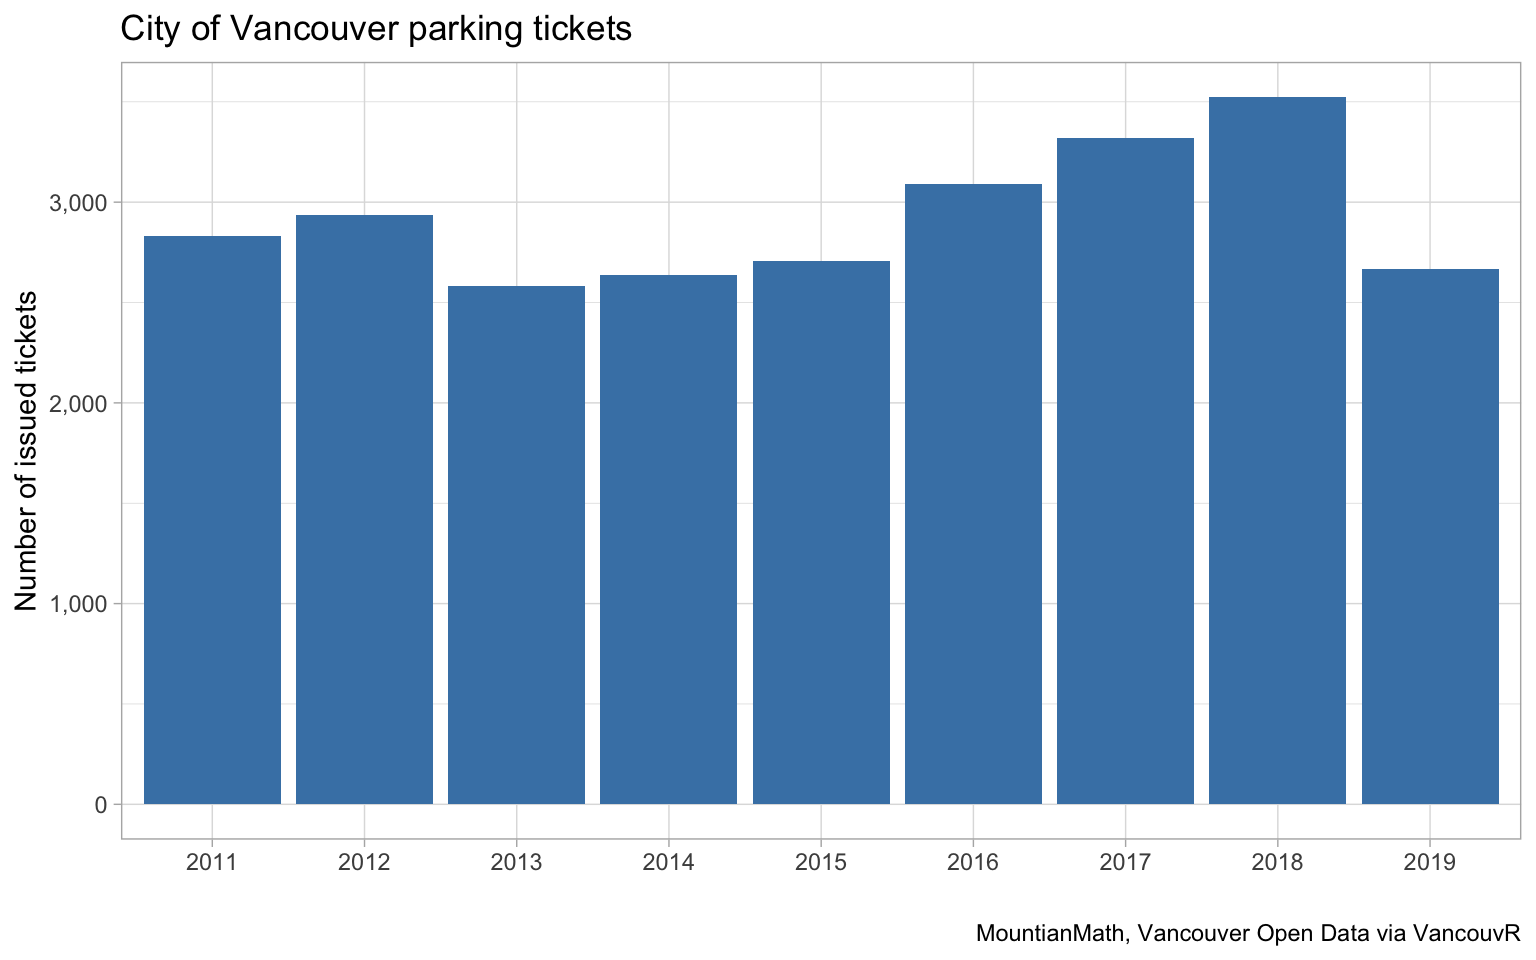 City of Vancouver parking tickets
Number of issued tickets
3,000
2,000
1,000
0
2011 2012 2013 2014 2015 2016 2017 2018 2019
MountianMath, Vancouver Open Data via VancouvR